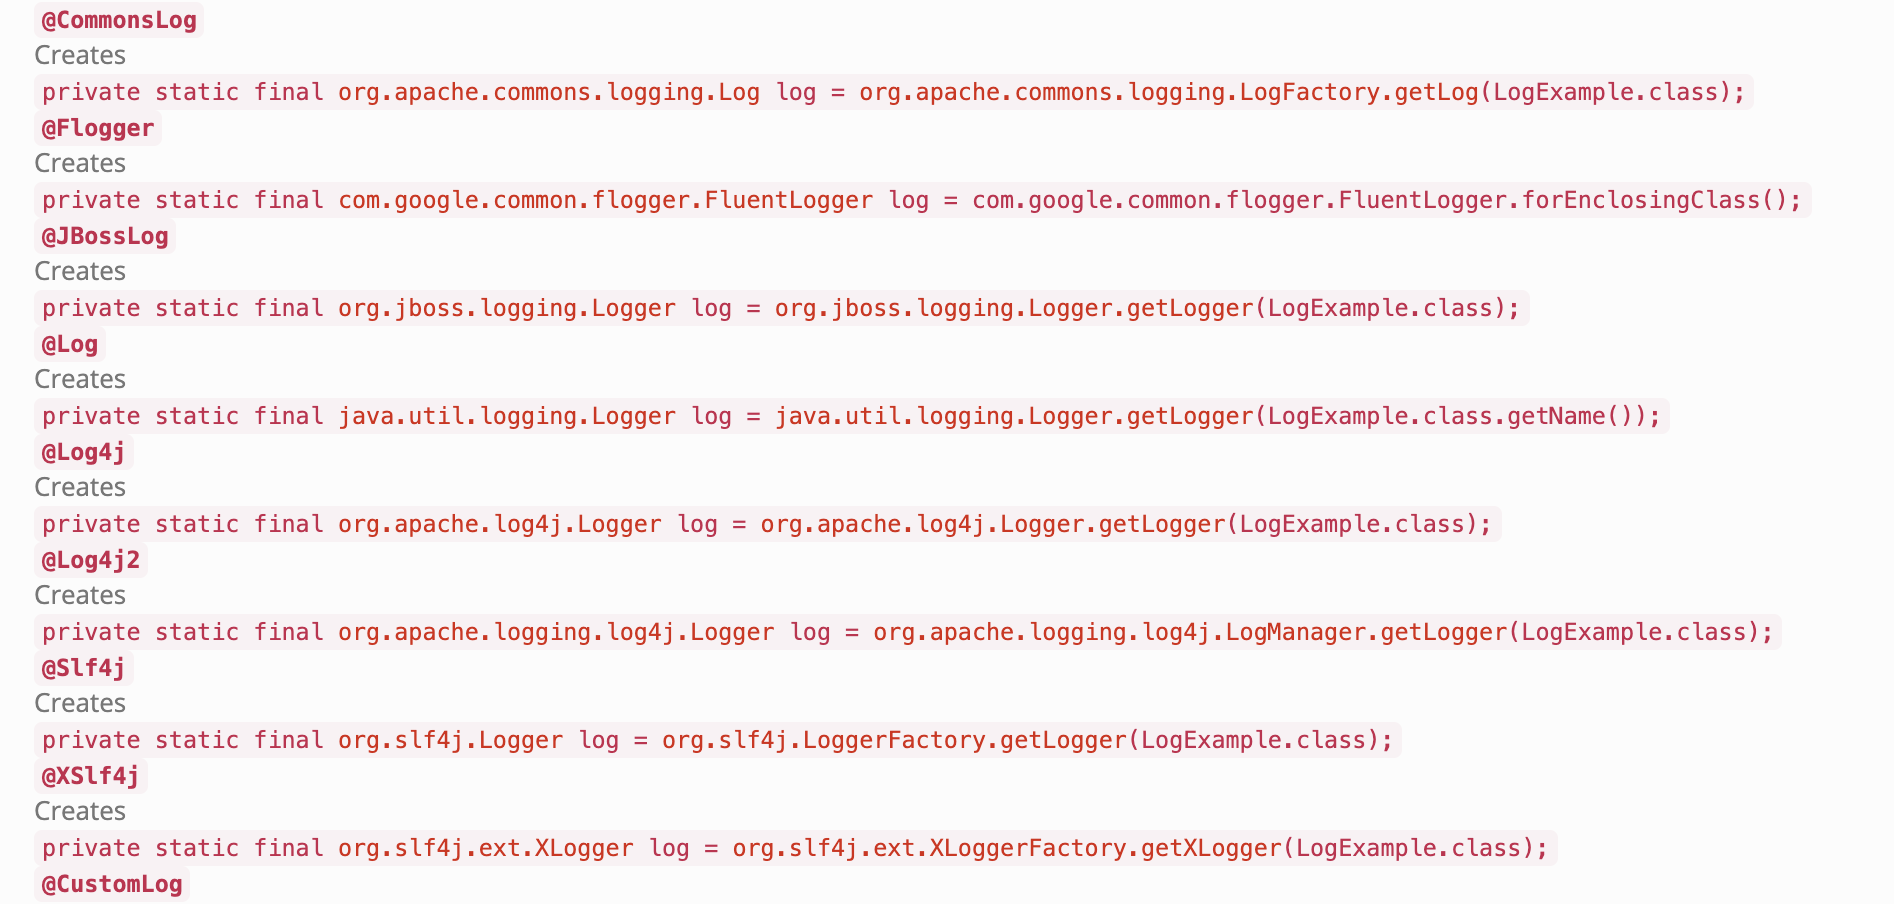 @CommonsLog
Creates
private static final org.apache.commons.logging.Log log = org.apache.commons.logging.LogFactory.getLog(LogExample.class);
@Flogger
Creates
private static final com.google.common.flogger.FluentLogger log = com.google.common.flogger.FluentLogger.forEnclosingClass();
@JBossLog
Creates
private static final org.jboss.logging.Logger log = org.jboss.logging.Logger.getLogger(LogExample.class);
@Log
Creates
private static final java.util.logging.Logger log = java.util.logging.Logger.getLogger(LogExample.class.getName());
@Log4j
Creates
private static final org.apache.log4j.Logger log = org.apache.log4j.Logger.getLogger(LogExample.class);
@Log4j2
Creates
private static final org.apache.logging.log4j.Logger log = org.apache.logging.log4j.LogManager.getLogger(LogExample.class);
@Slf4j
Creates
private static final org.slf4j.Logger log = org.slf4j.LoggerFactory.getLogger(LogExample.class);
@XSlf4j
Creates
private static final org.slf4j.ext.XLogger log = org.slf4j.ext.XLoggerFactory.getXLogger(LogExample.class);
@CustomLog